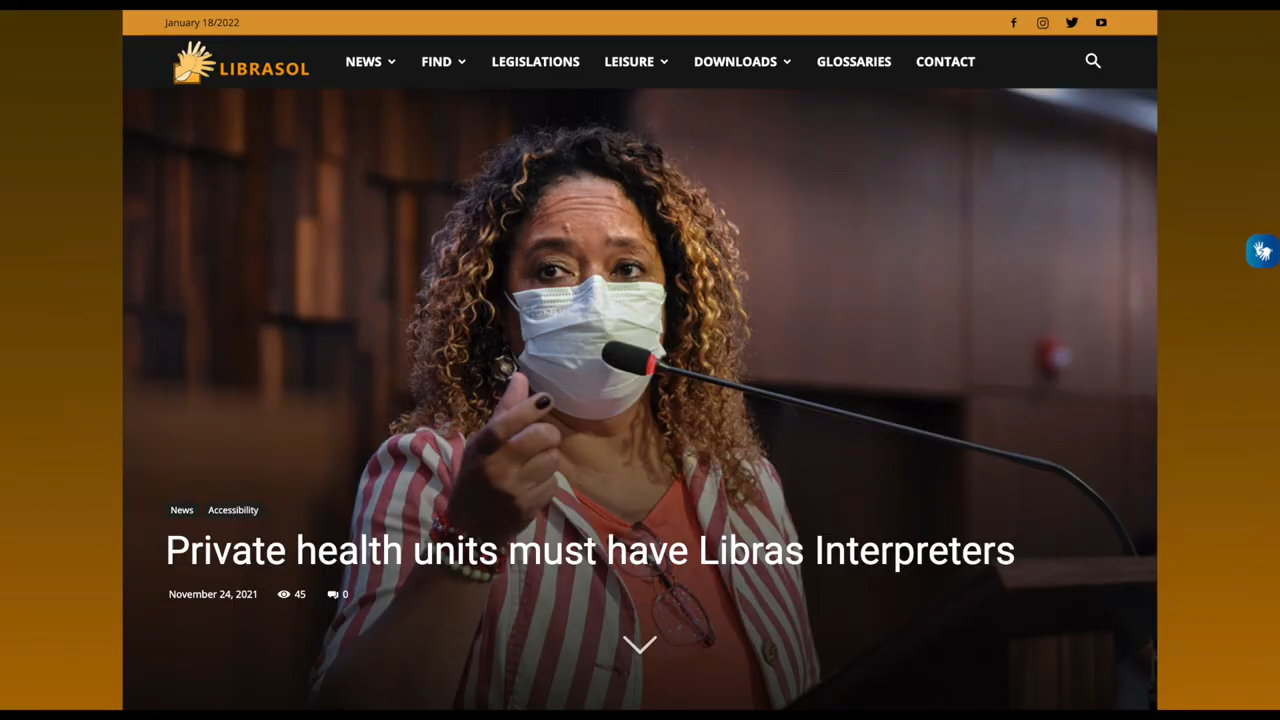 January 18/2022
LIBRASOL
NEWS FIND LEGISLATIONS LEISURE DOWNLOADS GLOSSARIES CONTACT
News Accessibility
Private health units must have Libras Interpreters
November 24, 2021 45 0